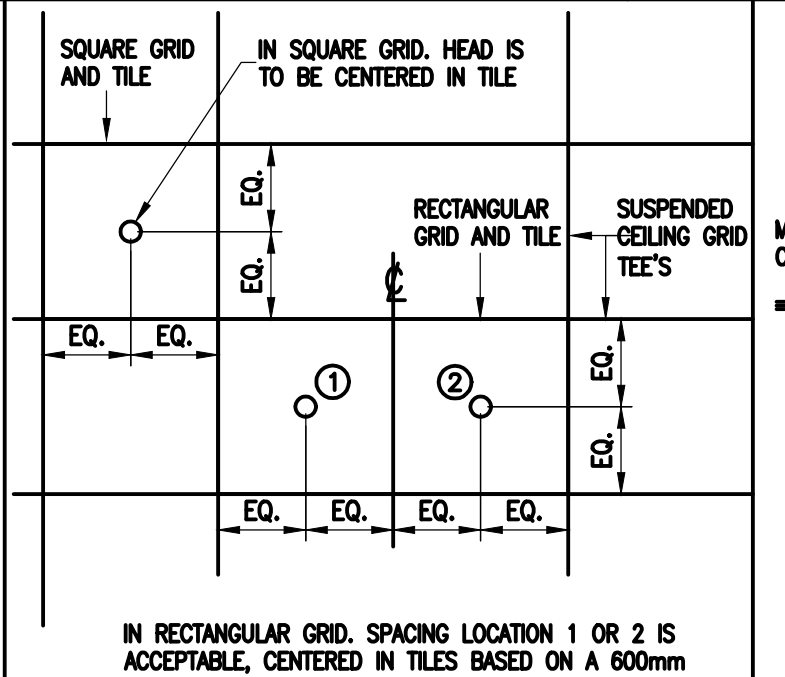 SQUARE GRID
AND TILE
IN SQUARE GRID. HEAD IS
TO BE CENTERED IN TILE
EQ.
EQ.
RECTANGULAR
GRID AND TILE
SUSPENDED
CEILING GRID
TEE'S
℄
EQ.
EQ.
1
2
EQ.
EQ.
EQ.
EQ.
EQ.
EQ.
IN RECTANGULAR GRID. SPACING LOCATION 1 OR 2 IS
ACCEPTABLE, CENTERED IN TILES BASED ON A 600mm